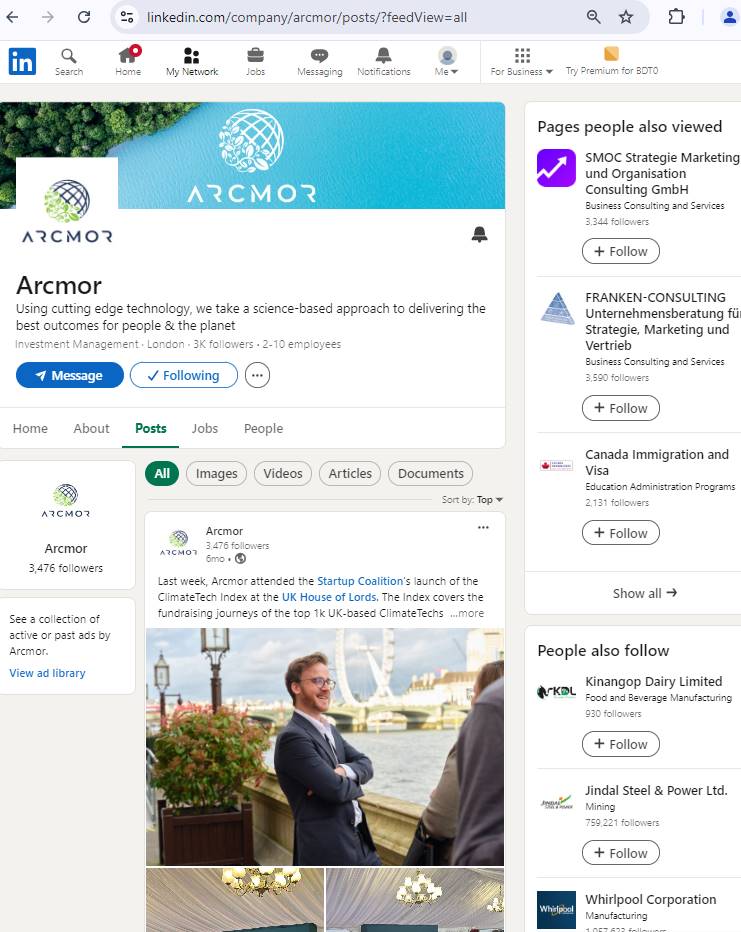 linkedin.com/company/arcmor/posts/?feedView=all
in
Search
Home
My Network
Jobs
Messaging
Notifications
Me
For Business
Try Premium for BDT0
ARCMOR
ARCMOR
Arcmor
Using cutting edge technology, we take a science-based approach to delivering the
best outcomes for people & the planet
Investment Management · London · 3K followers · 2-10 employees
Message
Following
Home
About
Posts
Jobs
People
ARCMOR
Arcmor
3,476 followers
See a collection of
active or past ads by
Arcmor.
View ad library
All
Images
Videos
Articles
Documents
Sort by: Top
ARCMOR
Arcmor
3,476 followers
6mo •
Last week, Arcmor attended the Startup Coalition's launch of the
ClimateTech Index at the UK House of Lords. The Index covers the
fundraising journeys of the top 1k UK-based ClimateTechs ...more
Pages people also viewed
SMOC Strategie Marketing
und Organisation
Consulting GmbH
Business Consulting and Services
3,344 followers
+ Follow
FRANKEN-CONSULTING
Unternehmensberatung für
Strategie, Marketing und
Vertrieb
Business Consulting and Services
3,590 followers
+ Follow
Canada Immigration and
Visa
Education Administration Programs
2,131 followers
+ Follow
Show all →
People also follow
KDL
Kinangop Dairy Limited
Food and Beverage Manufacturing
930 followers
+ Follow
JINDAL
STEEL & POWER
Jindal Steel & Power Ltd.
Mining
759,221 followers
+ Follow
Whirlpool
Whirlpool Corporation
Manufacturing
1,057,623 followers